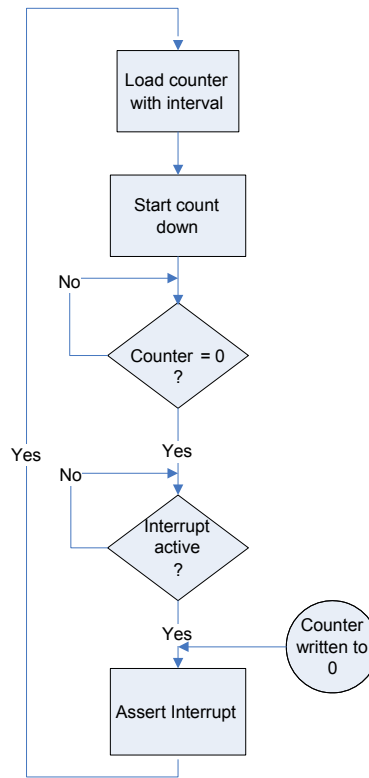 Load counter
with interval
Start count
down
No
Counter = 0
?
Yes
Yes
No
Interrupt
active
?
Yes
Counter
written to
0
Assert Interrupt